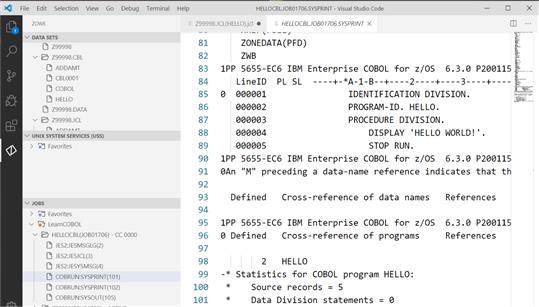 File Edit Selection View Go Debug Terminal Help
HELLOCBL.JOB01706.SYSPRINT - Visual Studio Code
ZOWE
Z99998.JCL(HELLO).jcl
HELLOCBL.JOB01706.SYSPRINT
DATA SETS
Z99998
Z99998.CBL
ADDAMT
CBL0001
COBOL
HELLO
Z99998.DATA
Z99998.JCL
ADDAMT
UNIX SYSTEM SERVICES (USS)
Favorites
JOBS
Favorites
LearnCOBOL
HELLOCBL(JOB01706) - CC 0000
JES2:JESMSGLG(2)
JES2:JESJCL(3)
JES2:JESYSMSG(4)
COBRUN:SYSPRINT(101)
COBRUN:SYSPRINT(102)
COBRUN:SYSOUT(105)
81 ZONEDATA(PFD)
82 ZWB
83 1PP 5655-EC6 IBM Enterprise COBOL for z/OS 6.3.0 P200115
84 LineID PL SL ----+-*A-1-B--+----2----+----3----+----
85 0 000001 IDENTIFICATION DIVISION.
86 000002 PROGRAM-ID. HELLO.
87 000003 PROCEDURE DIVISION.
88 000004 DISPLAY 'HELLO WORLD!'.
89 000005 STOP RUN.
90 1PP 5655-EC6 IBM Enterprise COBOL for z/OS 6.3.0 P200115
91 0An "M" preceding a data-name reference indicates that th
92
93 Defined Cross-reference of data names References
94
95 1PP 5655-EC6 IBM Enterprise COBOL for z/OS 6.3.0 P200115
96 0 Defined Cross-reference of programs References
97
98 2 HELLO
99 -* Statistics for COBOL program HELLO:
100 * Source records = 5
101 * Data Division statements = 0